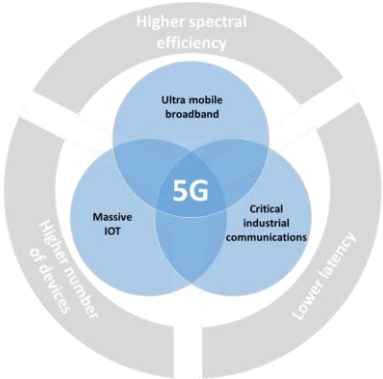 Higher spectral
efficiency
Ultra mobile
broadband
5G
Massive
IOT
Critical
industrial
communications
Higher number
of devices
Lower latency